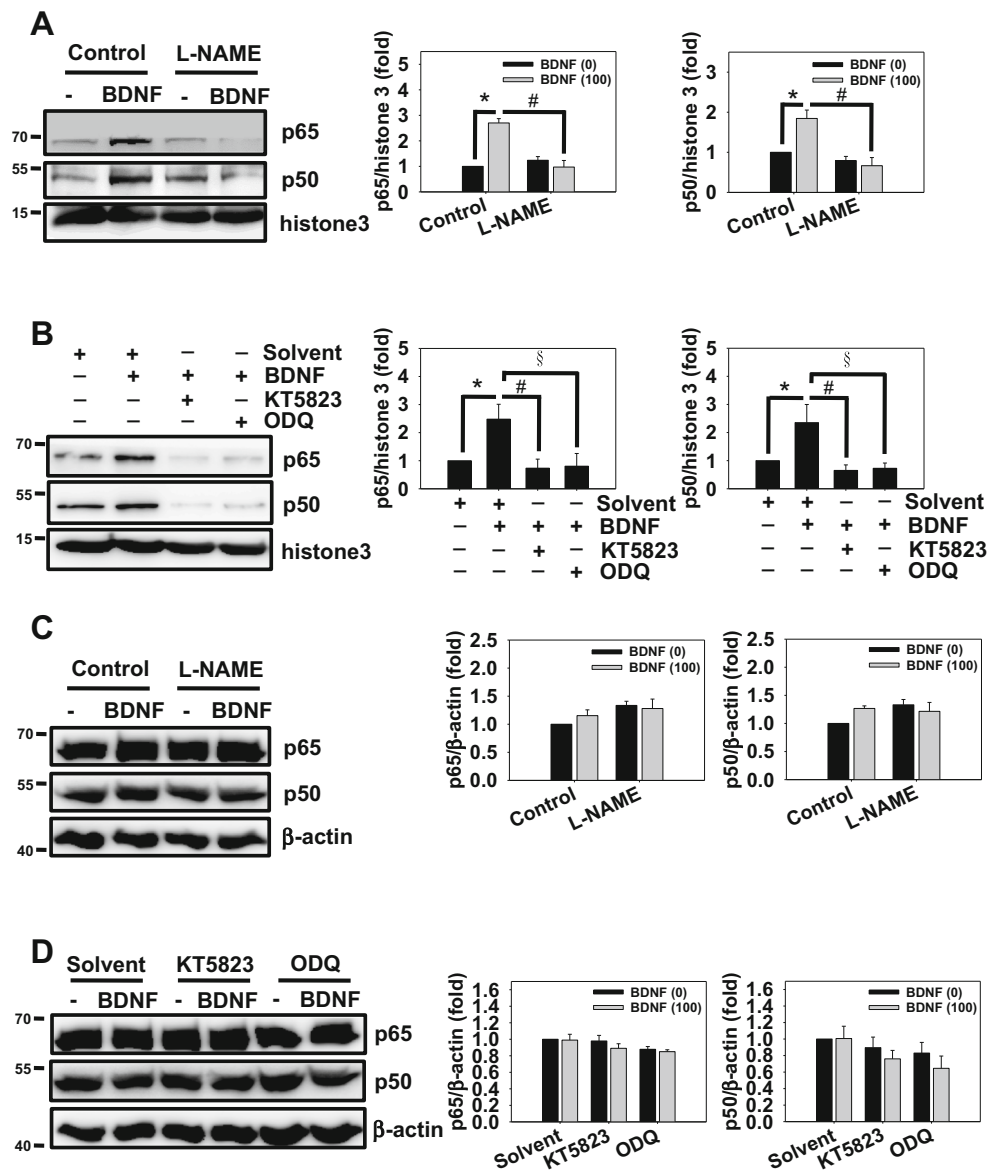 A
Control L-NAME
- BDNF - BDNF
70 p65
55 p50
15 histone3
p65/histone 3 (fold)
5
4
3
2
1
0
BDNF (0)
BDNF (100)
* #
Control L-NAME
p50/histone 3 (fold)
3
2
1
0
BDNF (0)
BDNF (100)
* #
Control L-NAME
B
+ + – – Solvent
– + + + BDNF
– – + – KT5823
– – – + ODQ
70 p65
55 p50
15 histone3
p65/histone 3 (fold)
5
4
3
2
1
0
§
* #
+ + – – Solvent
– + + + BDNF
– – + – KT5823
– – – + ODQ
p50/histone 3 (fold)
5
4
3
2
1
0
§
* #
+ + – – Solvent
– + + + BDNF
– – + – KT5823
– – – + ODQ
C
Control L-NAME
- BDNF - BDNF
70 p65
55 p50
40 β-actin
p65/β-actin (fold)
2.5
2.0
1.5
1.0
0.5
0.0
BDNF (0)
BDNF (100)
Control L-NAME
p50/β-actin (fold)
2.5
2.0
1.5
1.0
0.5
0.0
BDNF (0)
BDNF (100)
Control L-NAME
D
Solvent KT5823 ODQ
- BDNF - BDNF - BDNF
70 p65
55 p50
40 β-actin
p65/β-actin (fold)
1.6
1.4
1.2
1.0
0.8
0.6
0.4
0.2
0.0
BDNF (0)
BDNF (100)
Solvent KT5823 ODQ
p50/β-actin (fold)
1.6
1.4
1.2
1.0
0.8
0.6
0.4
0.2
0.0
BDNF (0)
BDNF (100)
Solvent KT5823 ODQ